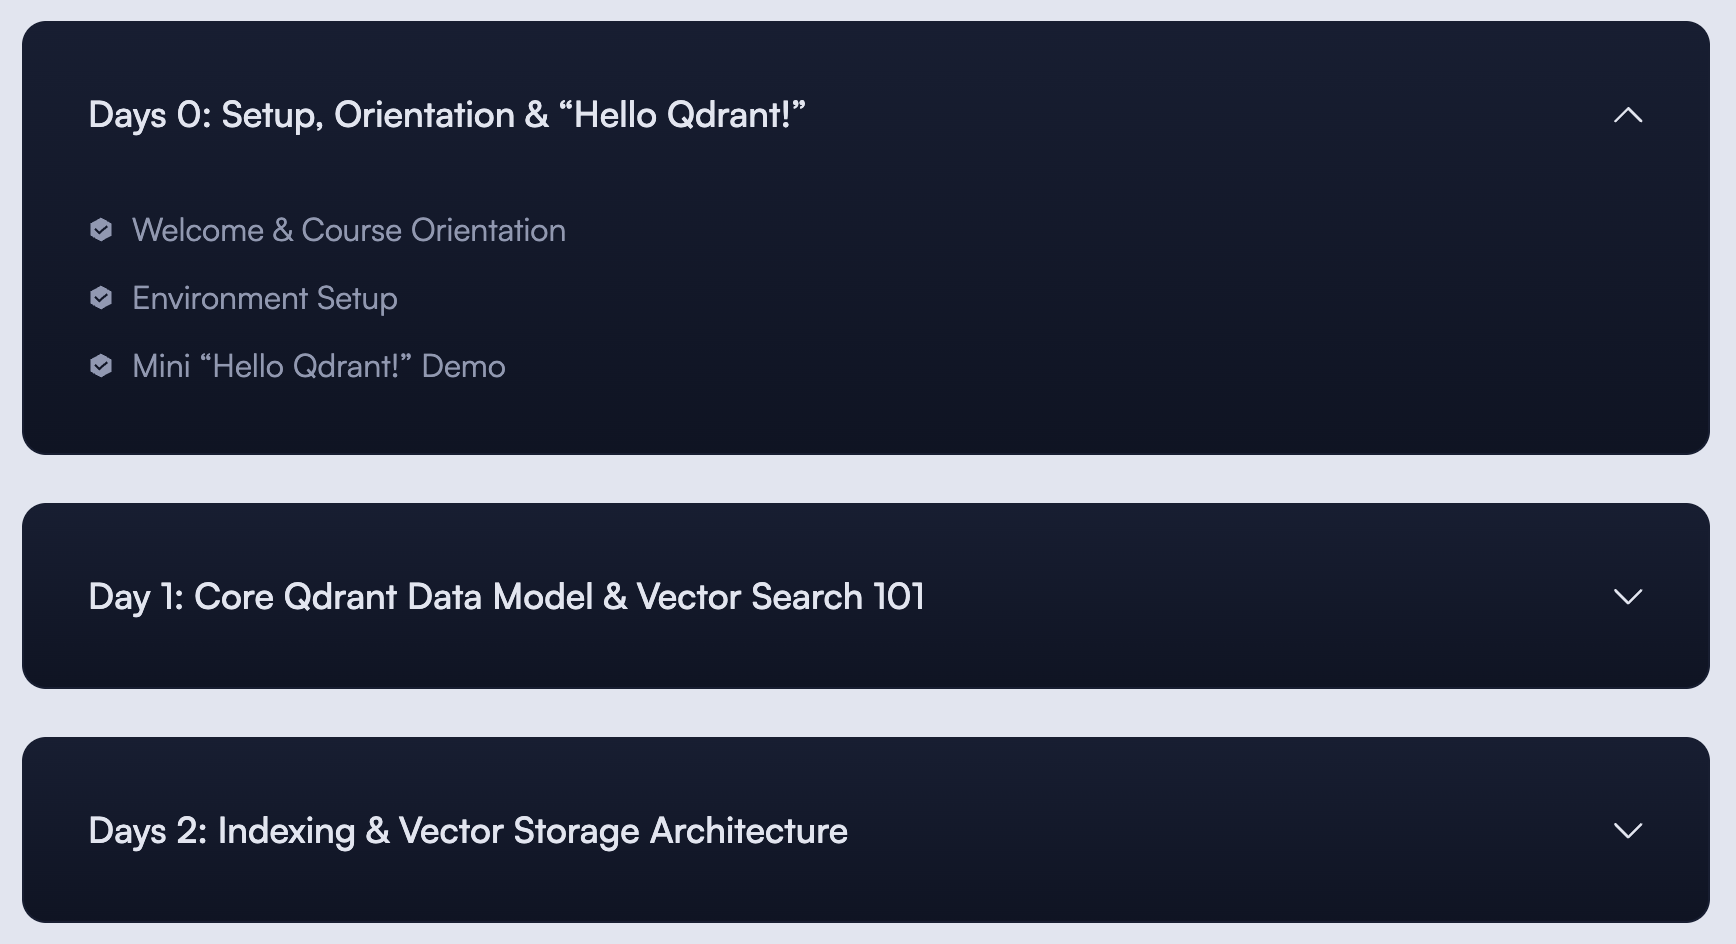 Days 0: Setup, Orientation & “Hello Qdrant!”
Welcome & Course Orientation
Environment Setup
Mini “Hello Qdrant!” Demo
Day 1: Core Qdrant Data Model & Vector Search 101
Days 2: Indexing & Vector Storage Architecture